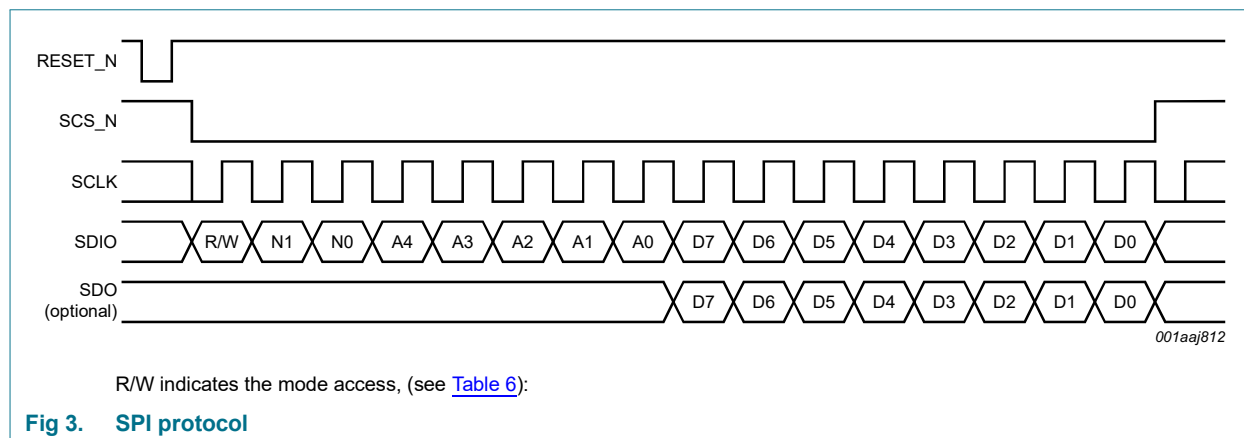 RESET_N
SCS_N
SCLK
SDIO R/W N1 N0 A4 A3 A2 A1 A0 D7 D6 D5 D4 D3 D2 D1 D0
SDO
(optional) D7 D6 D5 D4 D3 D2 D1 D0
001aaj812
R/W indicates the mode access, (see Table 6):
Fig 3. SPI protocol